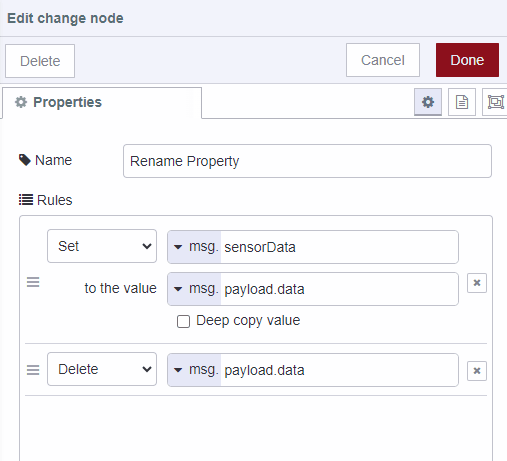 Edit change node
Delete Cancel Done
Properties
Name Rename Property
Rules
Set msg. sensorData
to the value msg. payload.data
Deep copy value
Delete msg. payload.data